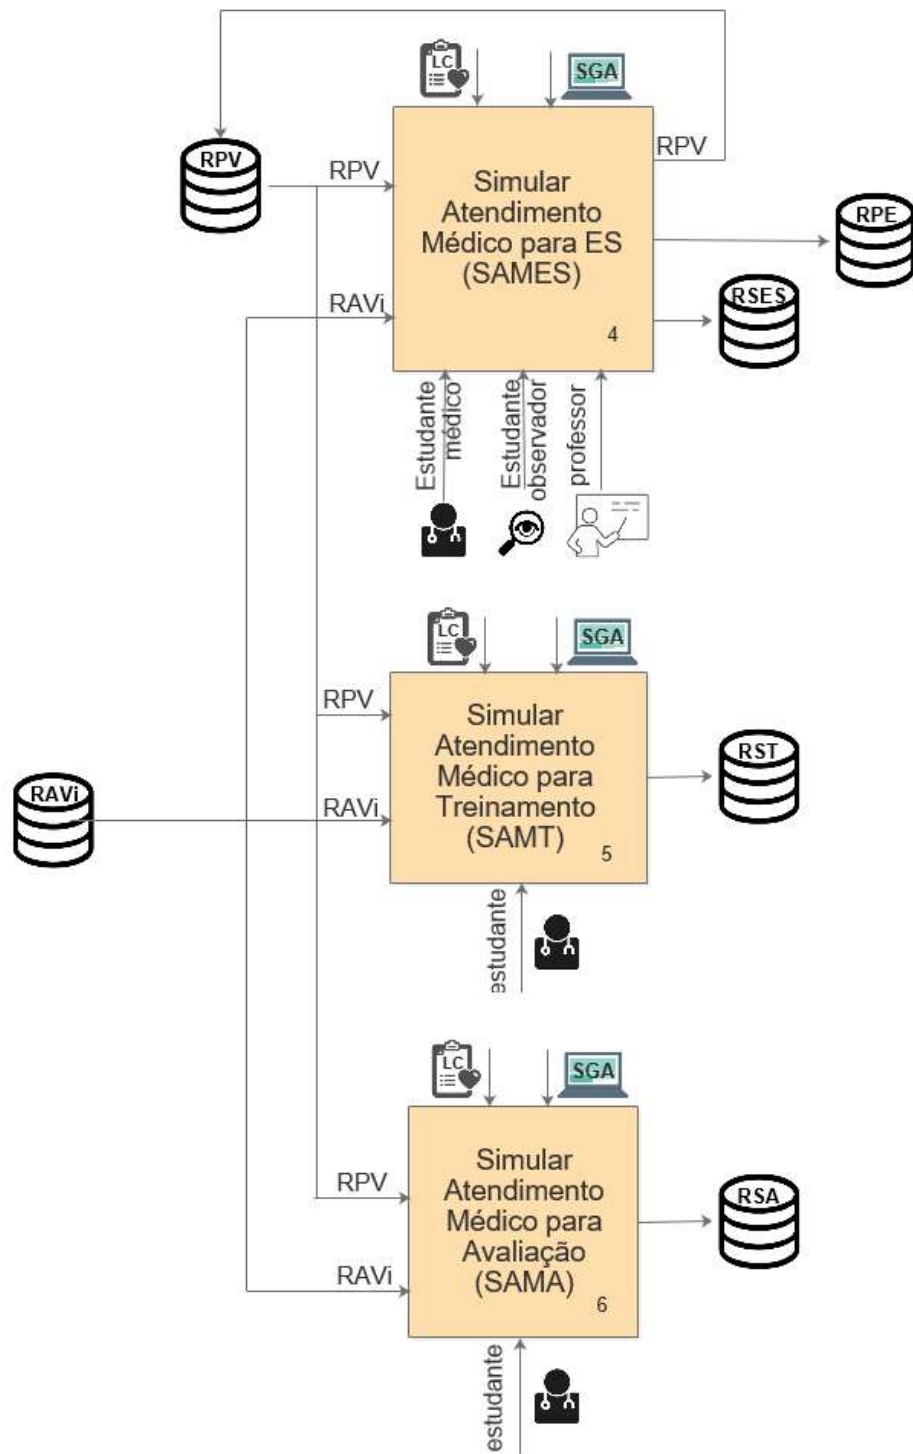 LC
SGA
RPV
RPV
RPV
Simular
Atendimento
Médico para ES
(SAMES)
4
RAVi
RPE
RSES
Estudante
médico
Estudante
observador
professor
LC
SGA
RPV
Simular
Atendimento
Médico para
Treinamento
(SAMT)
5
RAVi
RAVi
RST
estudante
LC
SGA
RPV
Simular
Atendimento
Médico para
Avaliação
(SAMA)
6
RAVi
RSA
estudante